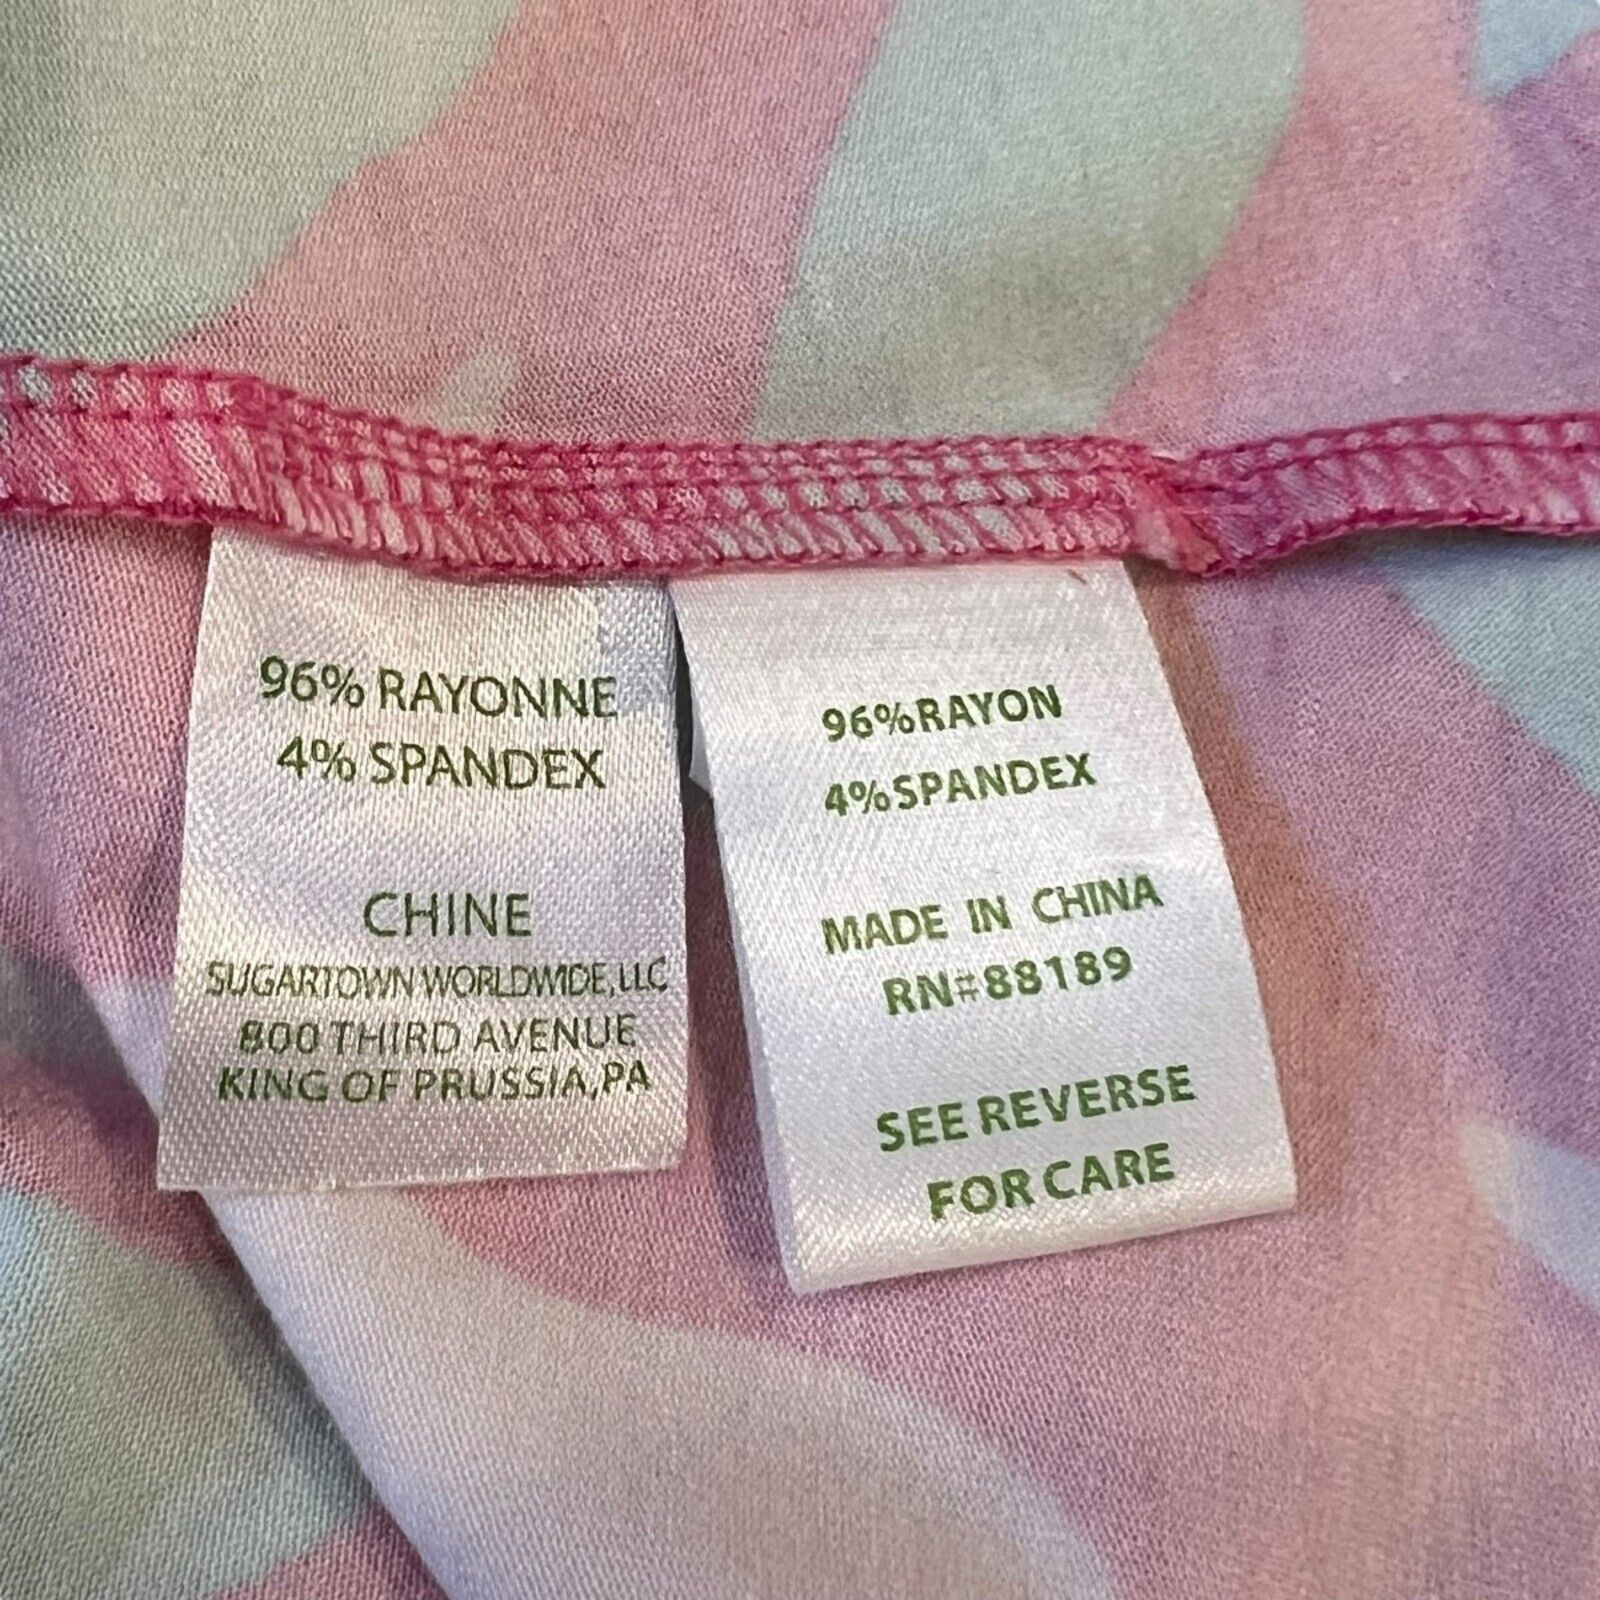 96% RAYONNE
4% SPANDEX
CHINE
SUGARTOWN WORLDWIDE, LLC
800 THIRD AVENUE
KING OF PRUSSIA, PA
96%RAYON
4%SPANDEX
MADE IN CHINA
RN#88189
SEE REVERSE
FOR CARE